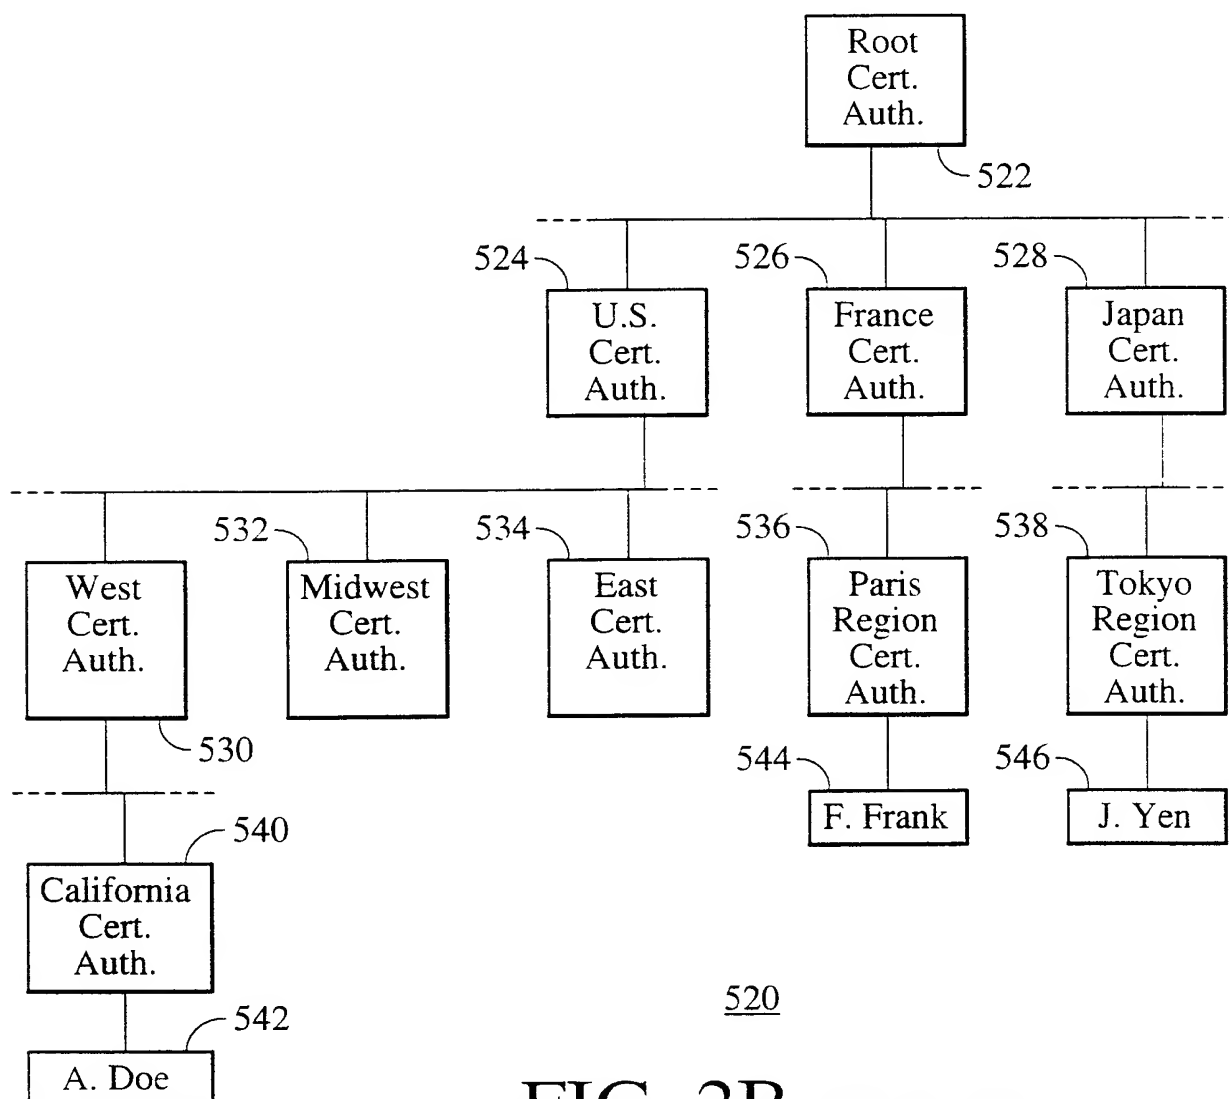 Root
Cert.
Auth.
522
524
526
528
U.S.
Cert.
Auth.
France
Cert.
Auth.
Japan
Cert.
Auth.
532
534
536
538
West
Cert.
Auth.
Midwest
Cert.
Auth.
East
Cert.
Auth.
Paris
Region
Cert.
Auth.
Tokyo
Region
Cert.
Auth.
530
544
546
F. Frank
J. Yen
540
California
Cert.
Auth.
520
542
A. Doe
FIG. 2B